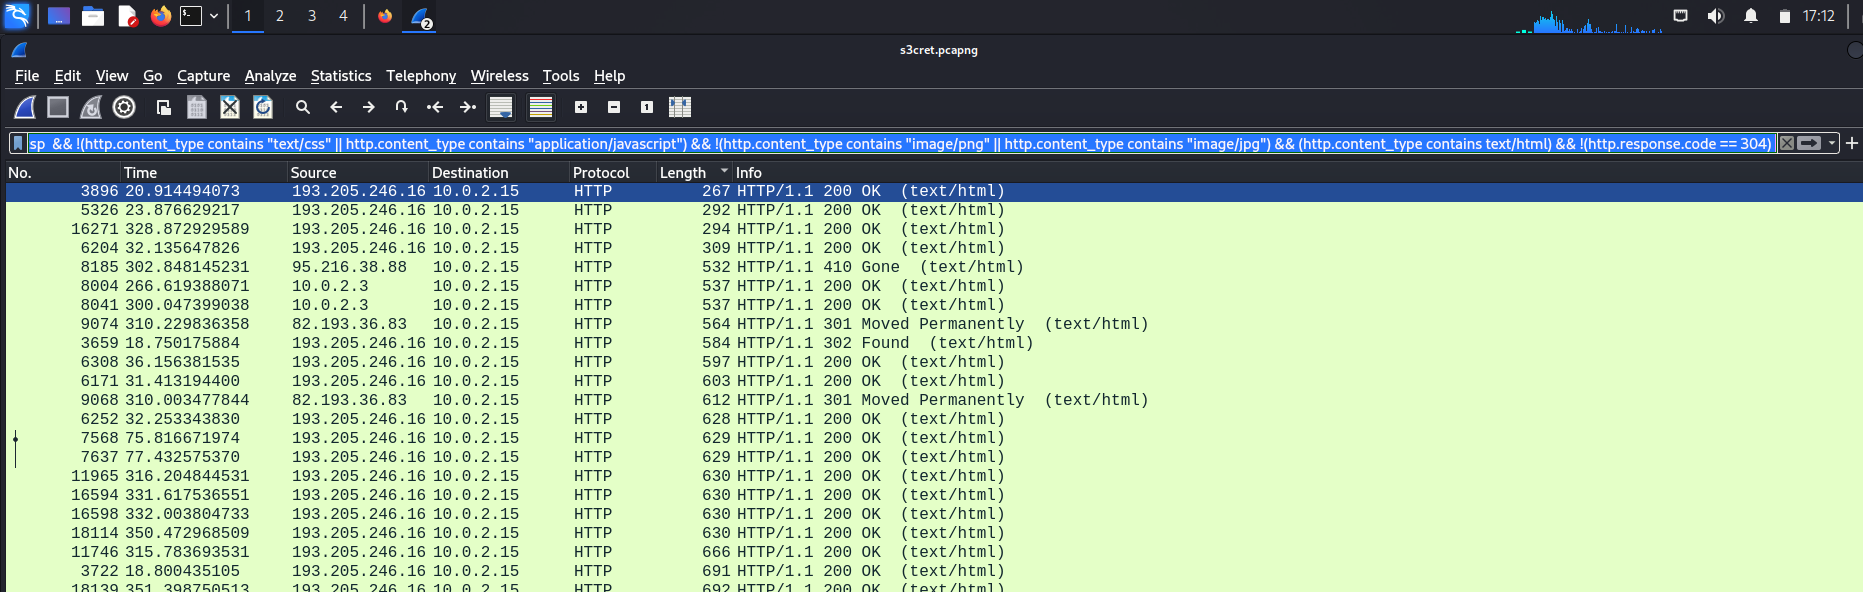 1 2 3 4 2 17:12
s3cret.pcapng
File Edit View Go Capture Analyze Statistics Telephony Wireless Tools Help
sp && !(http.content_type contains "text/css" || http.content_type contains "application/javascript") && !(http.content_type contains "image/png" || http.content_type contains "image/jpg") && (http.content_type contains text/html) && !(http.response.code == 304)
No. Time Source Destination Protocol Length Info
3896 20.914494073 193.205.246.16 10.0.2.15 HTTP 267 HTTP/1.1 200 OK (text/html)
5326 23.876629217 193.205.246.16 10.0.2.15 HTTP 292 HTTP/1.1 200 OK (text/html)
16271 328.872929589 193.205.246.16 10.0.2.15 HTTP 294 HTTP/1.1 200 OK (text/html)
6204 32.135647826 193.205.246.16 10.0.2.15 HTTP 309 HTTP/1.1 200 OK (text/html)
8185 302.848145231 95.216.38.88 10.0.2.15 HTTP 532 HTTP/1.1 410 Gone (text/html)
8004 266.619388071 10.0.2.3 10.0.2.15 HTTP 537 HTTP/1.1 200 OK (text/html)
8041 300.047399038 10.0.2.3 10.0.2.15 HTTP 537 HTTP/1.1 200 OK (text/html)
9074 310.229836358 82.193.36.83 10.0.2.15 HTTP 564 HTTP/1.1 301 Moved Permanently (text/html)
3659 18.750175884 193.205.246.16 10.0.2.15 HTTP 584 HTTP/1.1 302 Found (text/html)
6308 36.156381535 193.205.246.16 10.0.2.15 HTTP 597 HTTP/1.1 200 OK (text/html)
6171 31.413194400 193.205.246.16 10.0.2.15 HTTP 603 HTTP/1.1 200 OK (text/html)
9068 310.003477844 82.193.36.83 10.0.2.15 HTTP 612 HTTP/1.1 301 Moved Permanently (text/html)
6252 32.253343830 193.205.246.16 10.0.2.15 HTTP 628 HTTP/1.1 200 OK (text/html)
7568 75.816671974 193.205.246.16 10.0.2.15 HTTP 629 HTTP/1.1 200 OK (text/html)
7637 77.432575370 193.205.246.16 10.0.2.15 HTTP 629 HTTP/1.1 200 OK (text/html)
11965 316.204844531 193.205.246.16 10.0.2.15 HTTP 630 HTTP/1.1 200 OK (text/html)
16594 331.617536551 193.205.246.16 10.0.2.15 HTTP 630 HTTP/1.1 200 OK (text/html)
16598 332.003804733 193.205.246.16 10.0.2.15 HTTP 630 HTTP/1.1 200 OK (text/html)
18114 350.472968509 193.205.246.16 10.0.2.15 HTTP 630 HTTP/1.1 200 OK (text/html)
11746 315.783693531 193.205.246.16 10.0.2.15 HTTP 666 HTTP/1.1 200 OK (text/html)
3722 18.800435105 193.205.246.16 10.0.2.15 HTTP 691 HTTP/1.1 200 OK (text/html)
18139 351.398750513 193.205.246.16 10.0.2.15 HTTP 692 HTTP/1.1 200 OK (text/html)